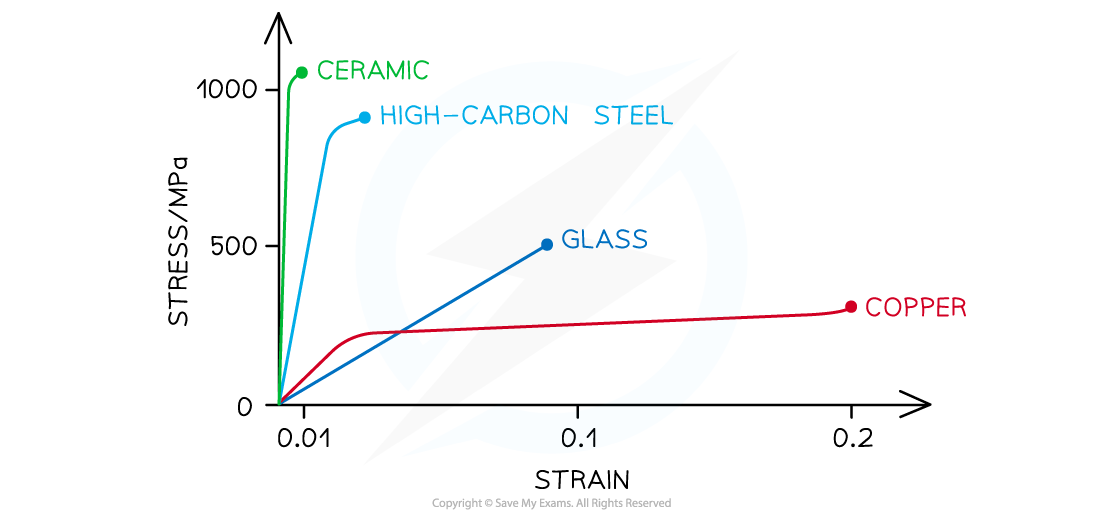 CERAMIC
1000
HIGH-CARBON STEEL
STRESS/MPa
500
GLASS
COPPER
0
0.01
0.1
0.2
STRAIN
Copyright © Save My Exams. All Rights Reserved